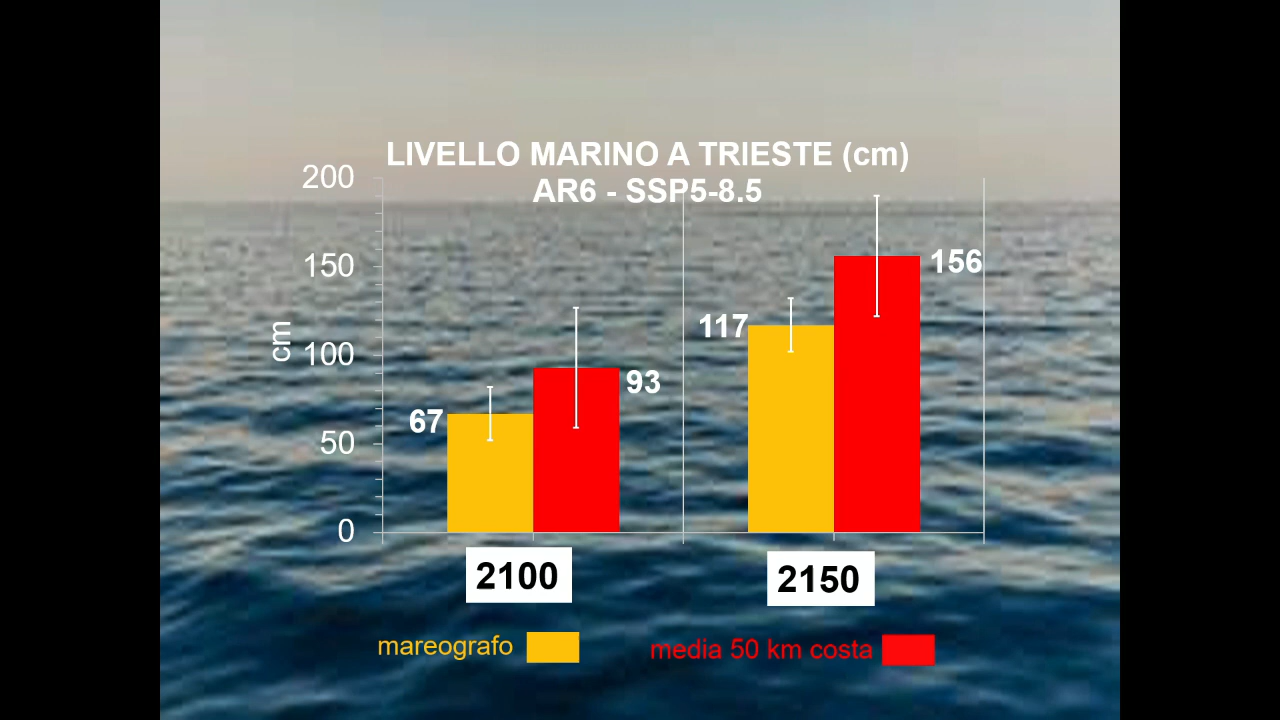 LIVELLO MARINO A TRIESTE (cm)
AR6 - SSP5-8.5
200
150
100
50
0
cm
67
93
117
156
2100
2150
mareografo
media 50 km costa